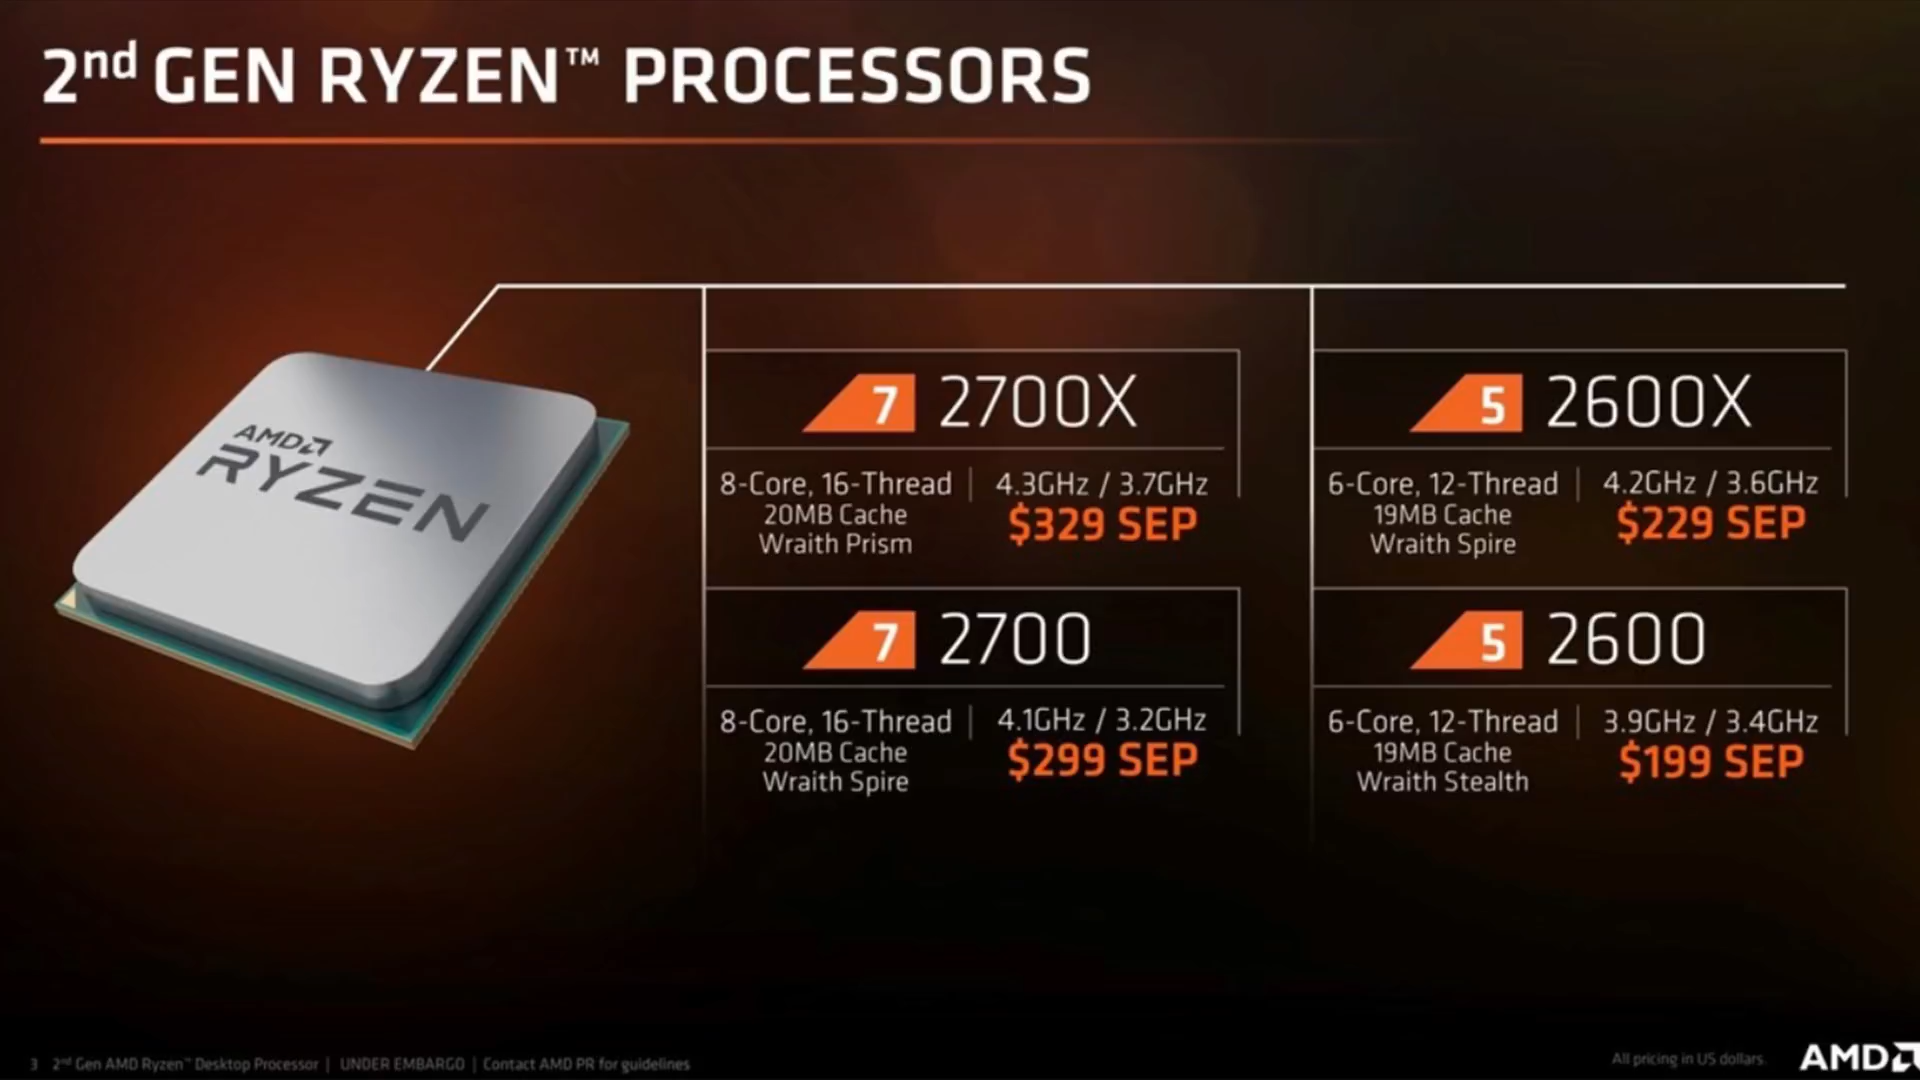 2nd GEN RYZEN™ PROCESSORS
AMD
RYZEN
7 2700X
8-Core, 16-Thread | 4.3GHz / 3.7GHz
20MB Cache
$329 SEP
Wraith Prism
5 2600X
6-Core, 12-Thread | 4.2GHz / 3.6GHz
19MB Cache
$229 SEP
Wraith Spire
7 2700
8-Core, 16-Thread | 4.1GHz / 3.2GHz
20MB Cache
$299 SEP
Wraith Spire
5 2600
6-Core, 12-Thread | 3.9GHz / 3.4GHz
19MB Cache
$199 SEP
Wraith Stealth
3 2nd Gen AMD Ryzen™ Desktop Processor | UNDER EMBARGO | Contact AMD PR for guidelines
All pricing in US dollars.
AMD